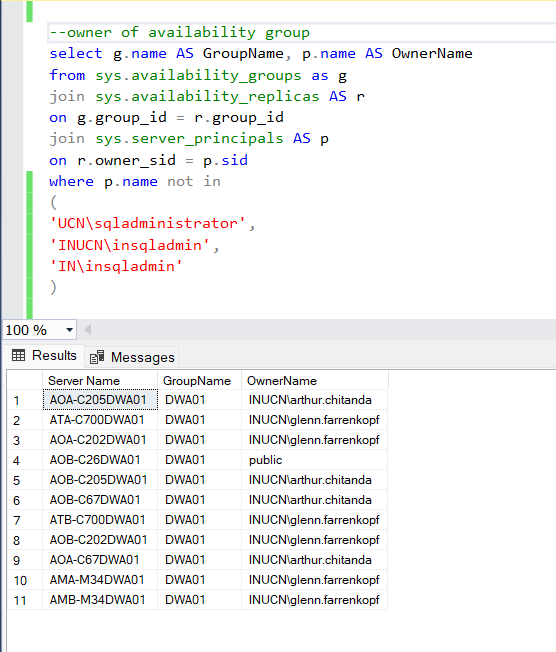 --owner of availability group
select g.name AS GroupName, p.name AS OwnerName
from sys.availability_groups as g
join sys.availability_replicas AS r
on g.group_id = r.group_id
join sys.server_principals AS p
on r.owner_sid = p.sid
where p.name not in
(
'UCN\sqladministrator',
'INUCN\insqladmin',
'IN\insqladmin'
)
100 %
Results Messages
Server Name GroupName OwnerName
1 AOA-C205DWA01 DWA01 INUCN\arthur.chitanda
2 ATA-C700DWA01 DWA01 INUCN\glenn.farrenkopf
3 AOA-C202DWA01 DWA01 INUCN\glenn.farrenkopf
4 AOB-C26DWA01 DWA01 public
5 AOB-C205DWA01 DWA01 INUCN\arthur.chitanda
6 AOB-C67DWA01 DWA01 INUCN\arthur.chitanda
7 ATB-C700DWA01 DWA01 INUCN\glenn.farrenkopf
8 AOB-C202DWA01 DWA01 INUCN\glenn.farrenkopf
9 AOA-C67DWA01 DWA01 INUCN\arthur.chitanda
10 AMA-M34DWA01 DWA01 INUCN\glenn.farrenkopf
11 AMB-M34DWA01 DWA01 INUCN\glenn.farrenkopf